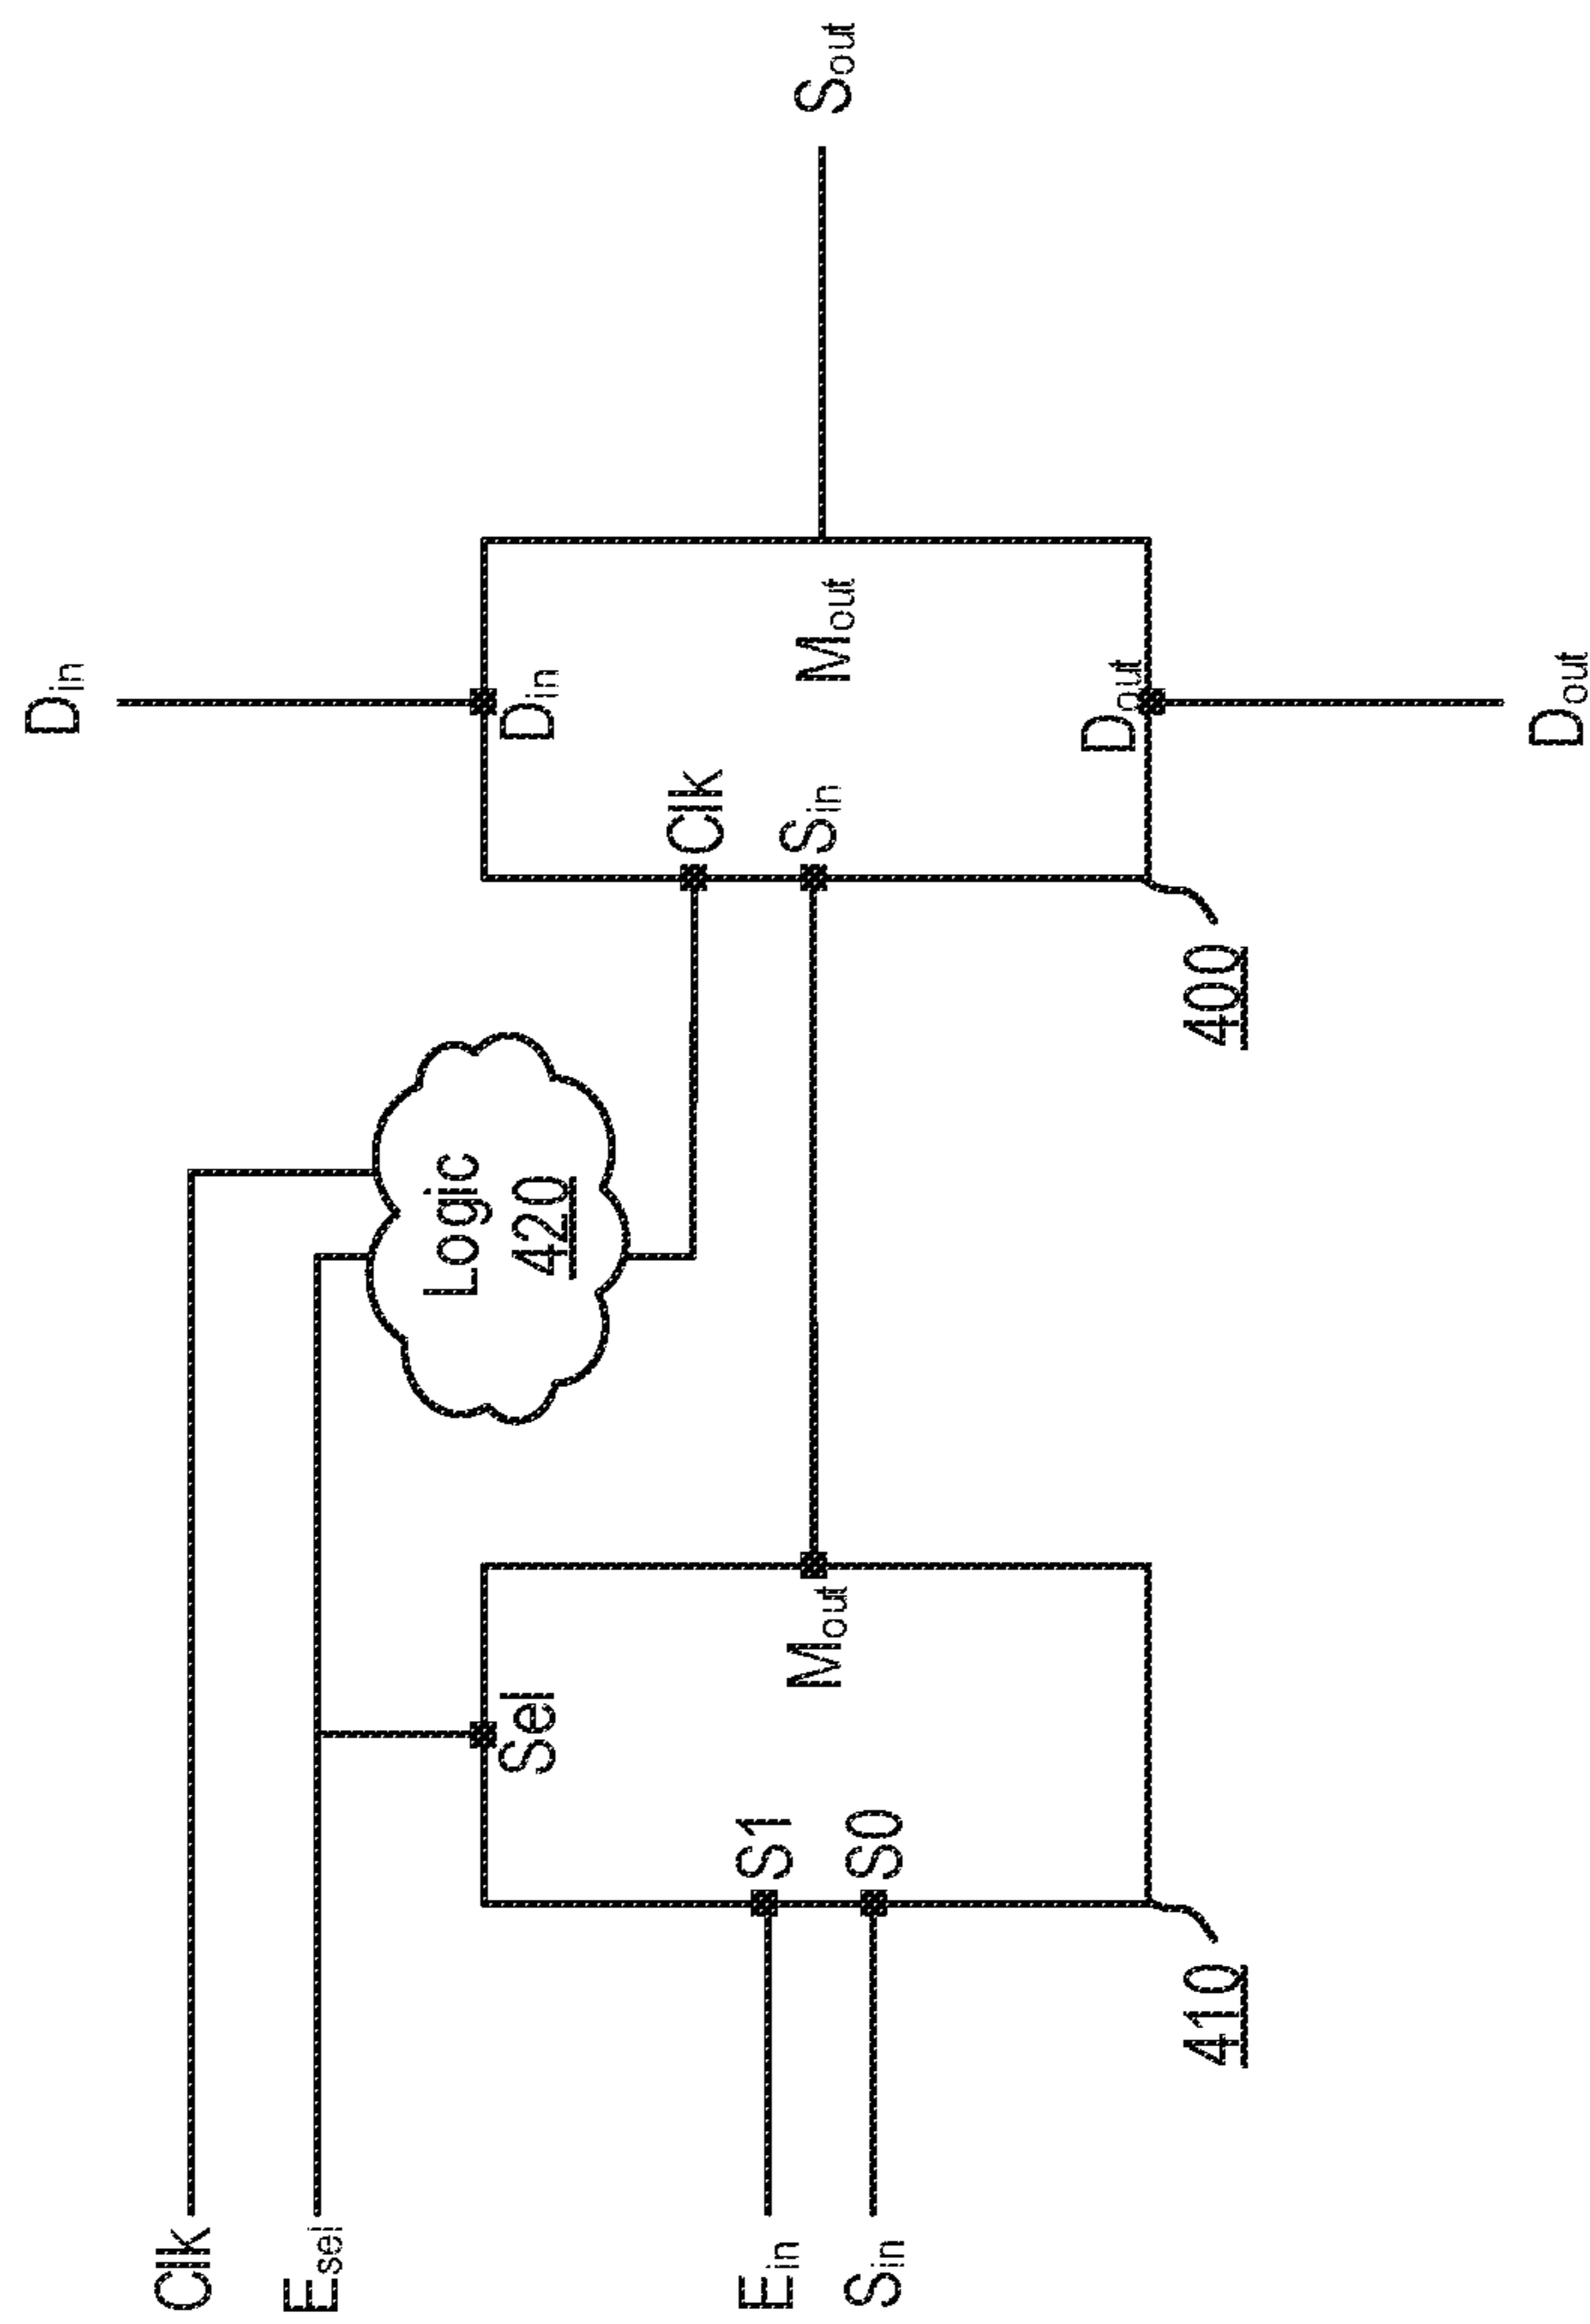 Din
Clk
Esel
Logic
420
Sel
Din
Clk
S1
Ein
Mout
Sin
Mout
Sout
S0
Sin
Dout
410
400
Dout